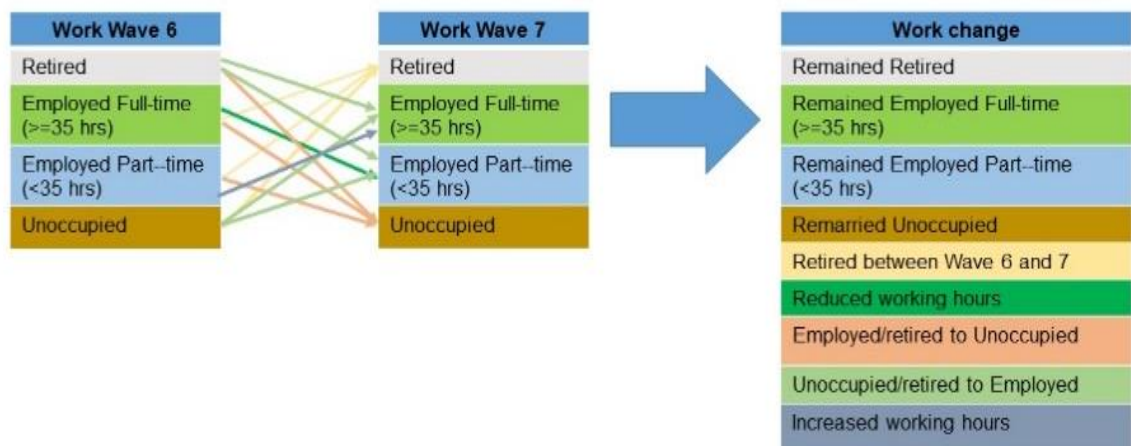 Work Wave 6
Retired
Employed Full-time
(>=35 hrs)
Employed Part--time
(<35 hrs)
Unoccupied
Work Wave 7
Retired
Employed Full-time
(>=35 hrs)
Employed Part--time
(<35 hrs)
Unoccupied
Work change
Remained Retired
Remained Employed Full-time
(>=35 hrs)
Remained Employed Part--time
(<35 hrs)
Remarried Unoccupied
Retired between Wave 6 and 7
Reduced working hours
Employed/retired to Unoccupied
Unoccupied/retired to Employed
Increased working hours